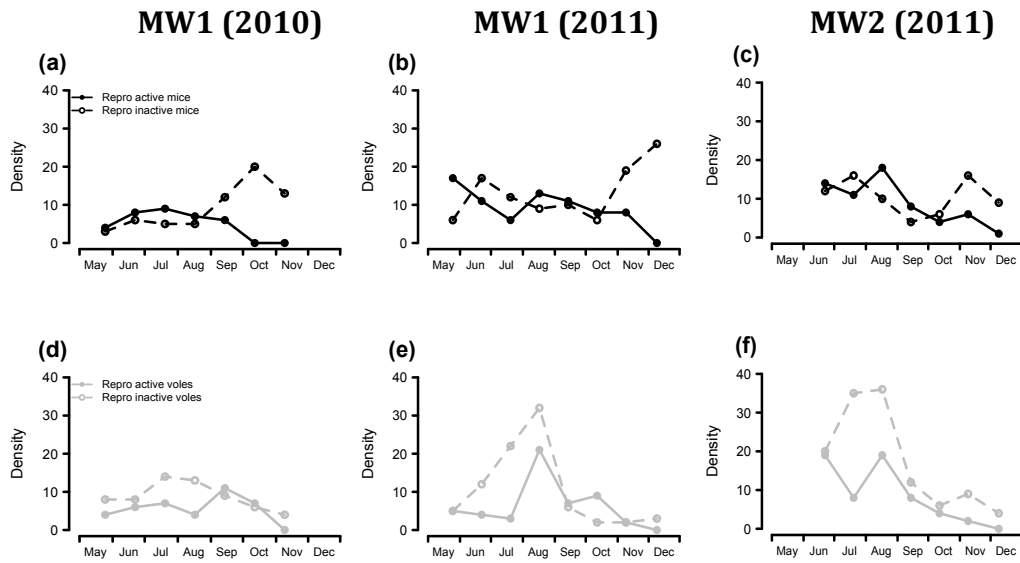 MW1 (2010) MW1 (2011) MW2 (2011)
(a) (b) (c)
40 30 20 10 0
Density
Repro active mice
Repro inactive mice
May Jun Jul Aug Sep Oct Nov Dec
40 30 20 10 0
Density
May Jun Jul Aug Sep Oct Nov Dec
40 30 20 10 0
Density
May Jun Jul Aug Sep Oct Nov Dec
(d) (e) (f)
40 30 20 10 0
Density
Repro active voles
Repro inactive voles
May Jun Jul Aug Sep Oct Nov Dec
40 30 20 10 0
Density
May Jun Jul Aug Sep Oct Nov Dec
40 30 20 10 0
Density
May Jun Jul Aug Sep Oct Nov Dec